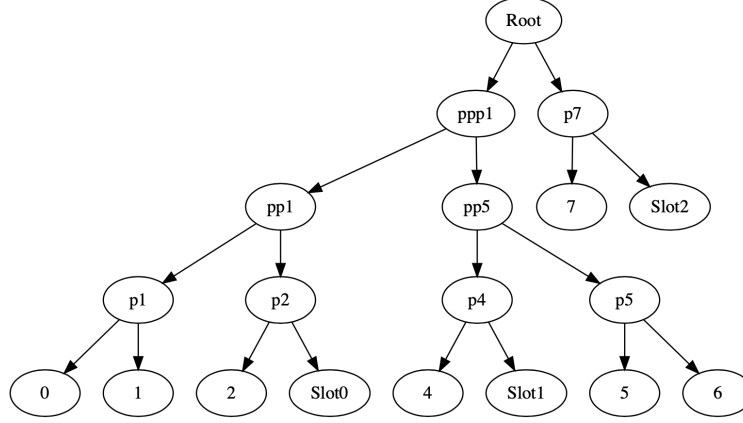 Root
ppp1 p7
pp1 pp5 7 Slot2
p1 p2 p4 p5
0 1 2 Slot0 4 Slot1 5 6